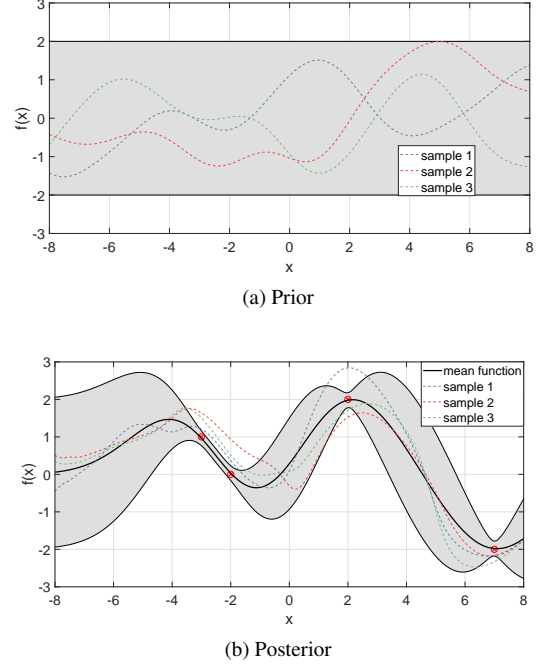 3
2
1
0
-1
-2
-3
f(x)
sample 1
sample 2
sample 3
-8 -6 -4 -2 0 2 4 6 8
x
(a) Prior
3
2
1
0
-1
-2
-3
f(x)
mean function
sample 1
sample 2
sample 3
-8 -6 -4 -2 0 2 4 6 8
x
(b) Posterior